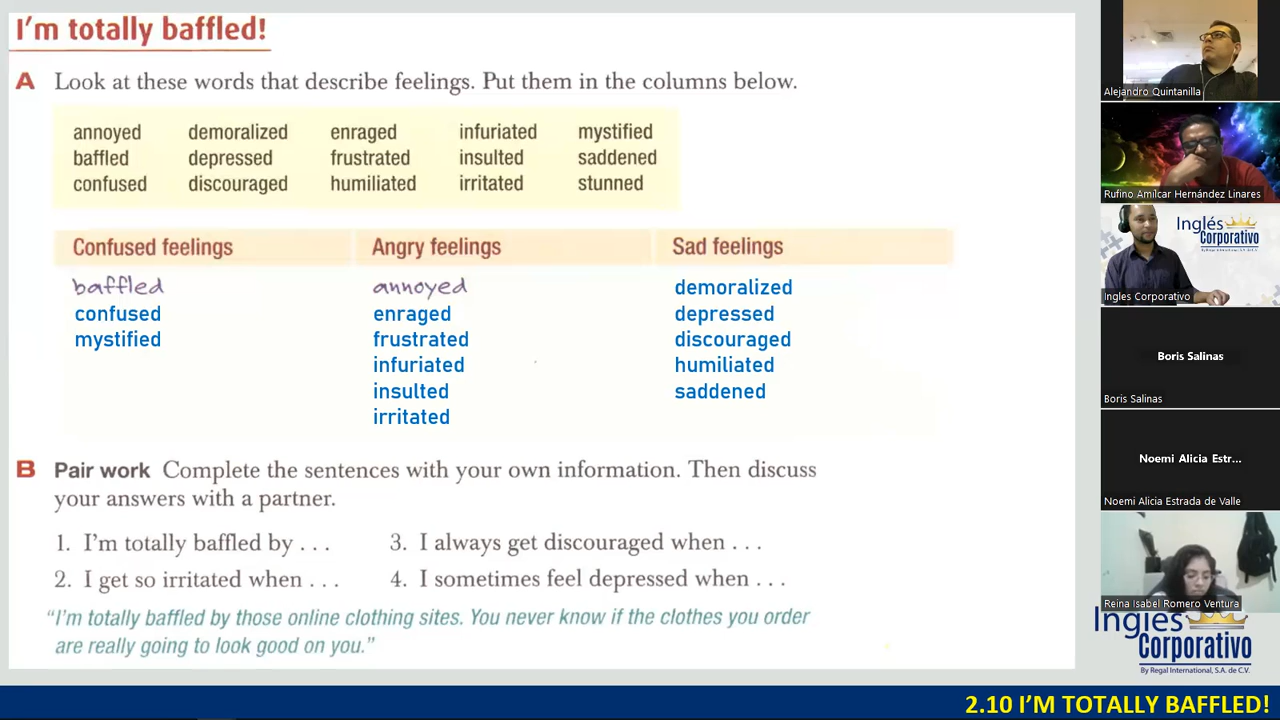 I'm totally baffled!
A Look at these words that describe feelings. Put them in the columns below.
annoyed demoralized enraged infuriated mystified
baffled depressed frustrated insulted saddened
confused discouraged humiliated irritated stunned
Confused feelings Angry feelings Sad feelings
baffled annoyed demoralized
confused enraged depressed
mystified frustrated discouraged
infuriated humiliated
insulted saddened
irritated
B Pair work Complete the sentences with your own information. Then discuss
your answers with a partner.
1. I'm totally baffled by . . . 3. I always get discouraged when . . .
2. I get so irritated when . . . 4. I sometimes feel depressed when . . .
"I'm totally baffled by those online clothing sites. You never know if the clothes you order
are really going to look good on you."
Alejandro Quintanilla
Rufino Amílcar Hernández Linares
Inglés
Corporativo
By Regal International, S.A. de C.V.
Ingles Corporativo
Boris Salinas
Boris Salinas
Noemi Alicia Estr...
Noemi Alicia Estrada de Valle
Reina Isabel Romero Ventura
Inglés
Corporativo
By Regal International, S.A. de C.V.
2.10 I'M TOTALLY BAFFLED!